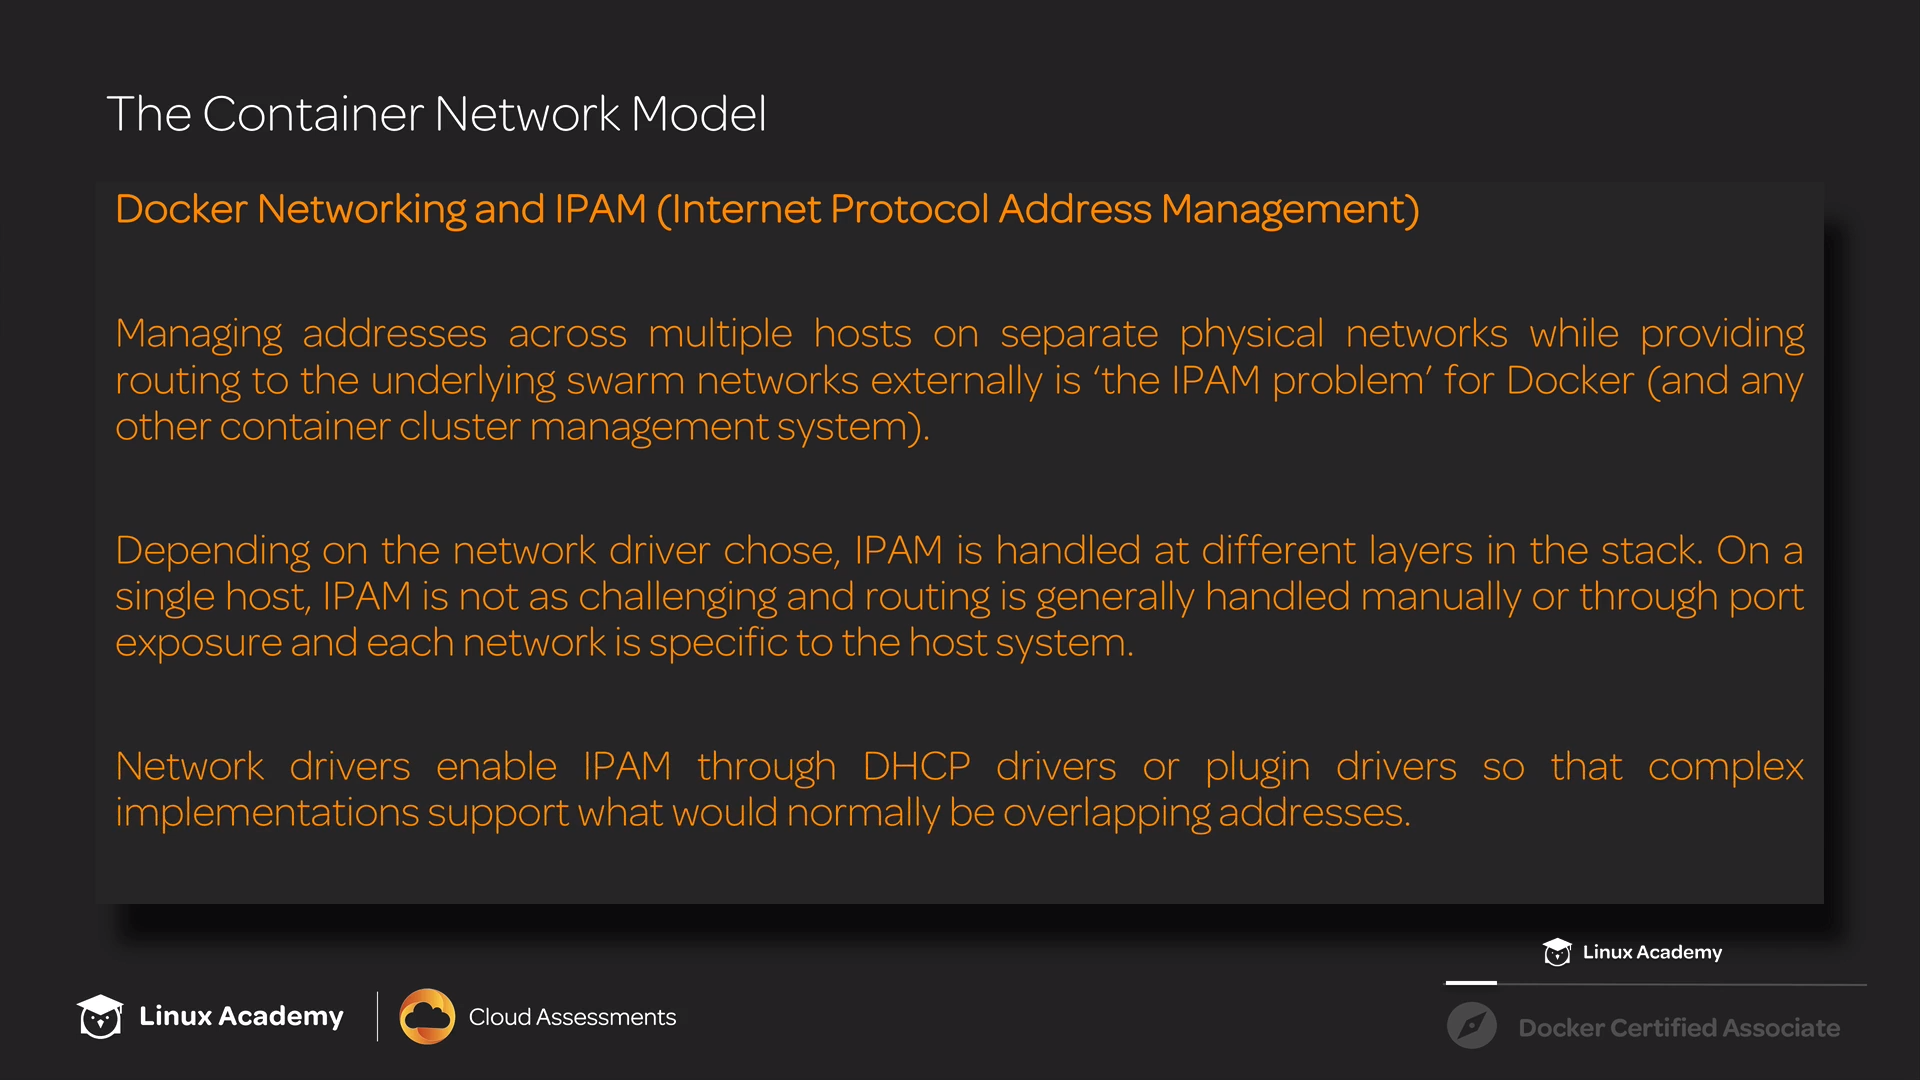 The Container Network Model
Docker Networking and IPAM (Internet Protocol Address Management)
Managing addresses across multiple hosts on separate physical networks while providing
routing to the underlying swarm networks externally is ‘the IPAM problem’ for Docker (and any
other container cluster management system).
Depending on the network driver chose, IPAM is handled at different layers in the stack. On a
single host, IPAM is not as challenging and routing is generally handled manually or through port
exposure and each network is specific to the host system.
Network drivers enable IPAM through DHCP drivers or plugin drivers so that complex
implementations support what would normally be overlapping addresses.
Linux Academy
Linux Academy
Cloud Assessments
Docker Certified Associate